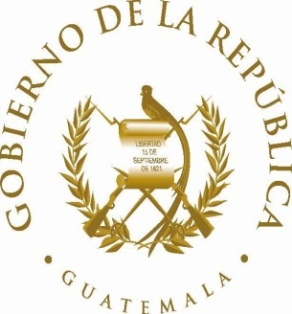 GOBIERNO DE LA REPÚBLICA
LIBERTAD
15 DE
SEPTIEMBRE
DE 1821
• GUATEMALA •